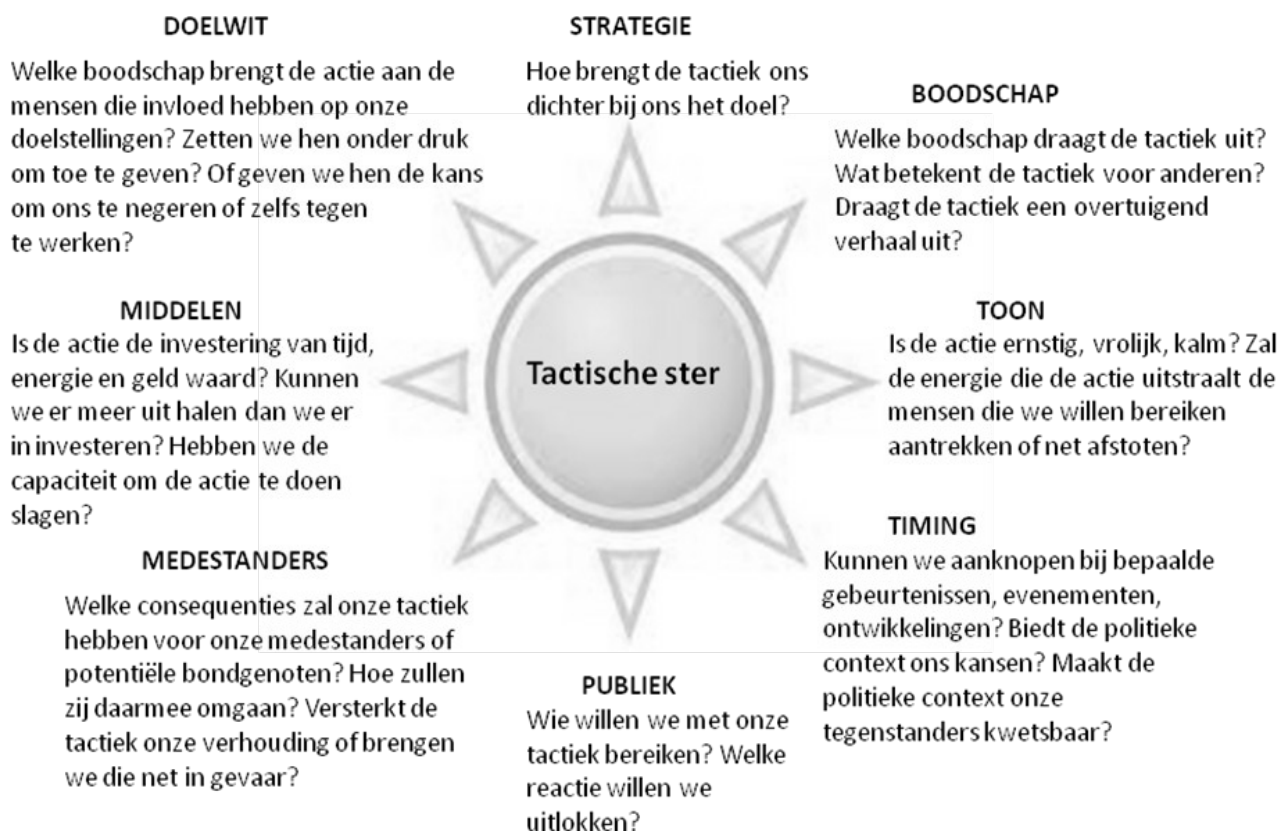 DOELWIT
Welke boodschap brengt de actie aan de
mensen die invloed hebben op onze
doelstellingen? Zetten we hen onder druk
om toe te geven? Of geven we hen de kans
om ons te negeren of zelfs tegen
te werken?
STRATEGIE
Hoe brengt de tactiek ons
dichter bij ons het doel?
BOODSCHAP
Welke boodschap draagt de tactiek uit?
Wat betekent de tactiek voor anderen?
Draagt de tactiek een overtuigend
verhaal uit?
MIDDELEN
Is de actie de investering van tijd,
energie en geld waard? Kunnen
we er meer uit halen dan we er
in investeren? Hebben we de
capaciteit om de actie te doen
slagen?
Tactische ster
TOON
Is de actie ernstig, vrolijk, kalm? Zal
de energie die de actie uitstraalt de
mensen die we willen bereiken
aantrekken of net afstoten?
MEDESTANDERS
Welke consequenties zal onze tactiek
hebben voor onze medestanders of
potentiële bondgenoten? Hoe zullen
zij daarmee omgaan? Versterkt de
tactiek onze verhouding of brengen
we die net in gevaar?
PUBLIEK
Wie willen we met onze
tactiek bereiken? Welke
reactie willen we
uitlokken?
TIMING
Kunnen we aanknopen bij bepaalde
gebeurtenissen, evenementen,
ontwikkelingen? Biedt de politieke
context ons kansen? Maakt de
politieke context onze
tegenstanders kwetsbaar?